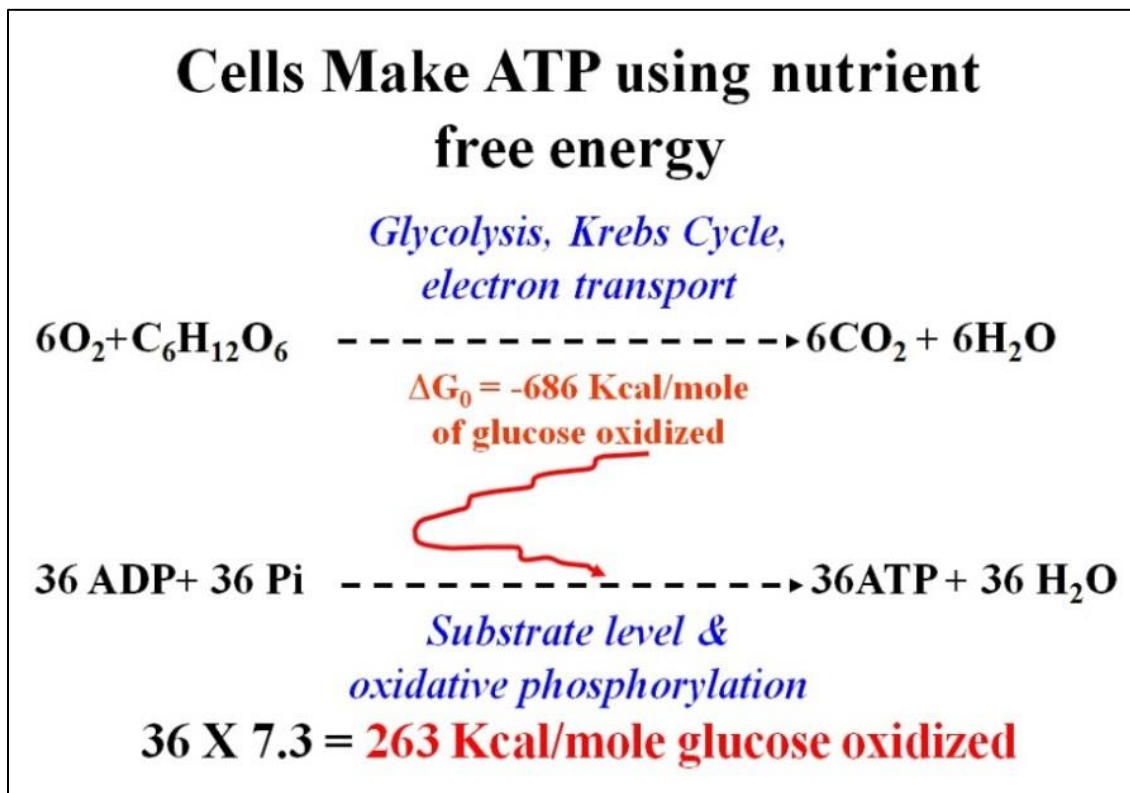 Cells Make ATP using nutrient
free energy
Glycolysis, Krebs Cycle,
electron transport
6O₂+C₆H₁₂O₆ 6CO₂ + 6H₂O
ΔG₀ = -686 Kcal/mole
of glucose oxidized
36 ADP+ 36 Pi 36ATP + 36 H₂O
Substrate level &
oxidative phosphorylation
36 X 7.3 = 263 Kcal/mole glucose oxidized